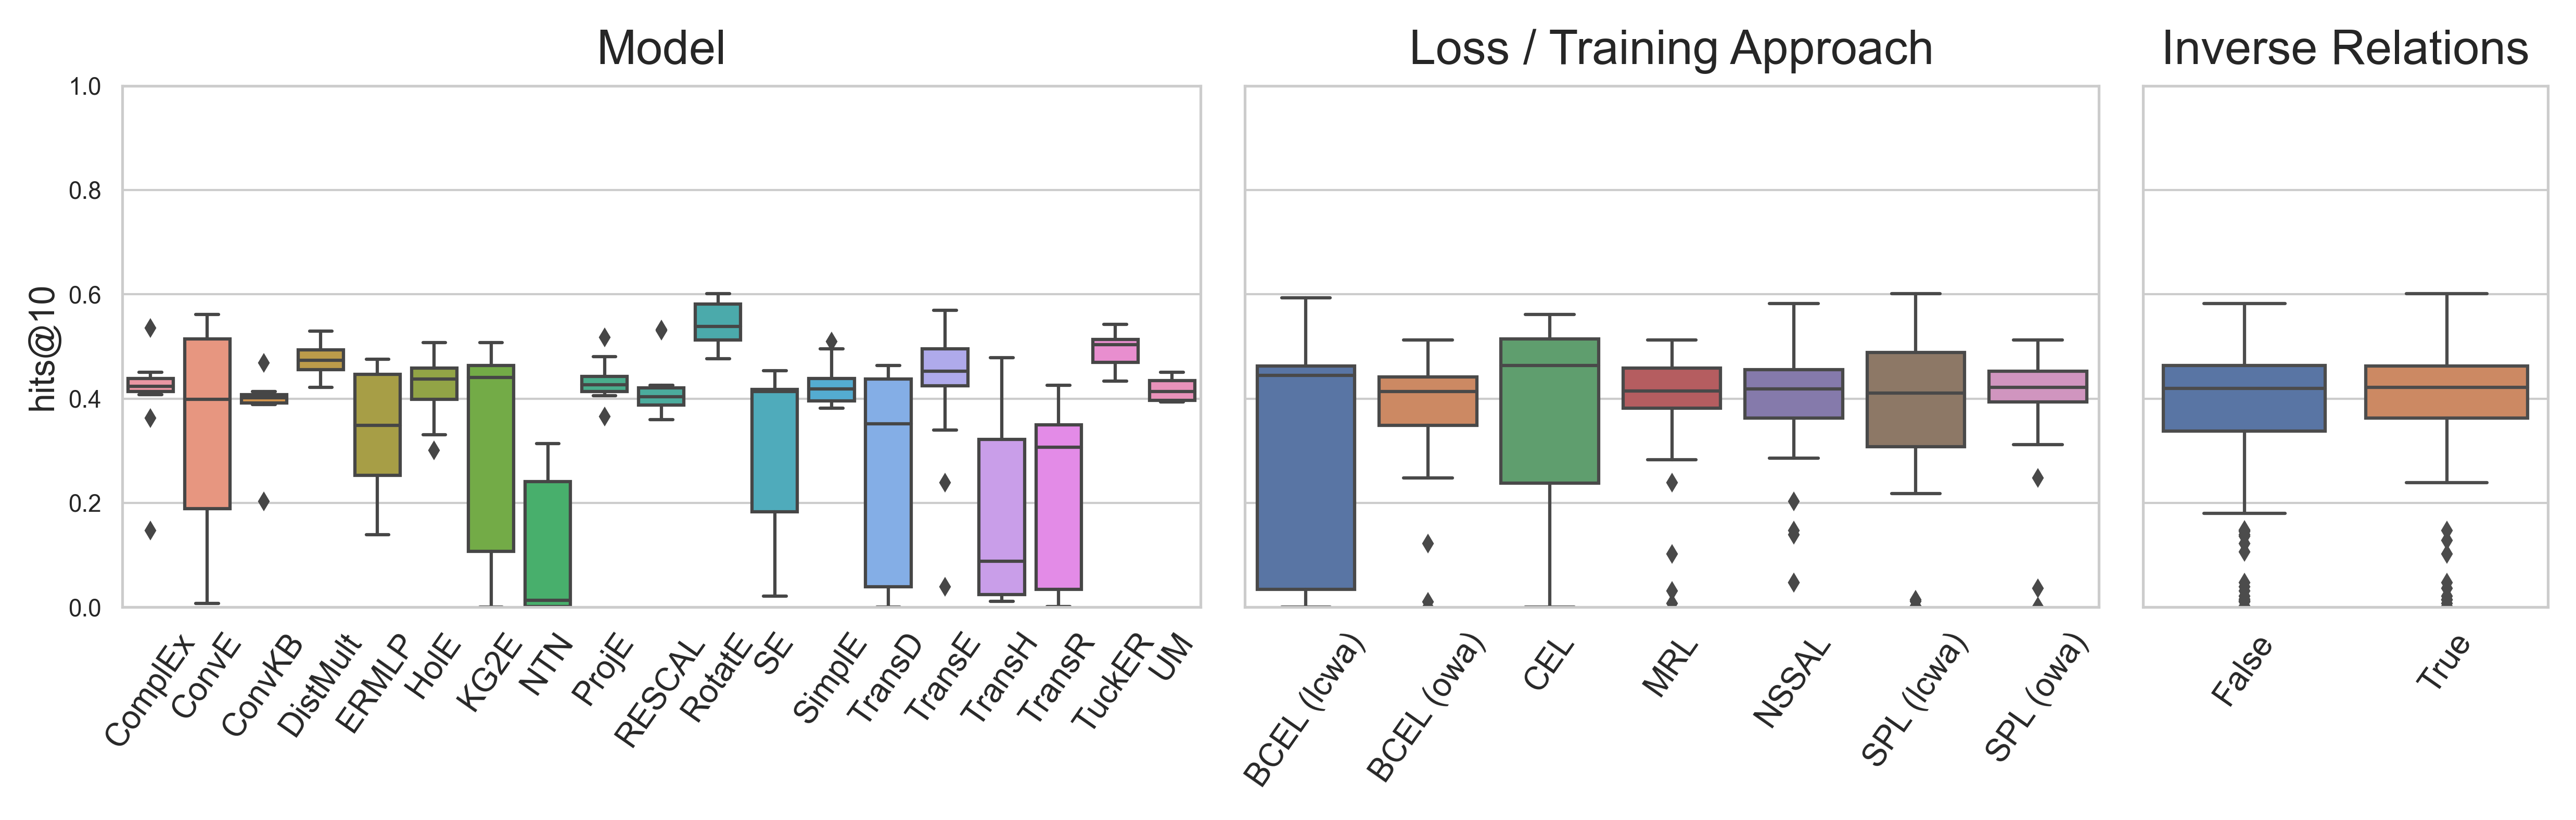 Model
Loss / Training Approach
Inverse Relations
hits@10
1.0
0.8
0.6
0.4
0.2
0.0
ComplEx
ConvE
ConvKB
DistMult
ERMLP
HolE
KG2E
NTN
ProjE
RESCAL
RotatE
SE
SimplE
TransD
TransE
TransH
TransR
TuckER
UM
BCEL (lcwa)
BCEL (owa)
CEL
MRL
NSSAL
SPL (lcwa)
SPL (owa)
False
True